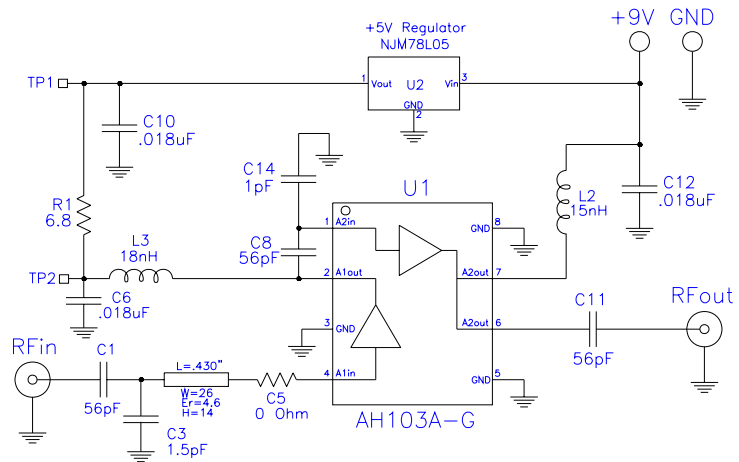 +9V GND
+5V Regulator
NJM78L05
TP1
1 Vout U2 Vin 3
GND
2
C10
.018uF
C14
1pF
U1
L2
15nH
C12
.018uF
R1
6.8
L3
18nH
C8
56pF
1 A2in
GND 8
TP2
2 A1out
A2out 7
C6
.018uF
3 GND
A2out 6
C11
56pF
RFout
RFin
C1
56pF
L=.430"
W=26
Er=4.6
H=14
C5
0 Ohm
4 A1in
GND 5
C3
1.5pF
AH103A-G